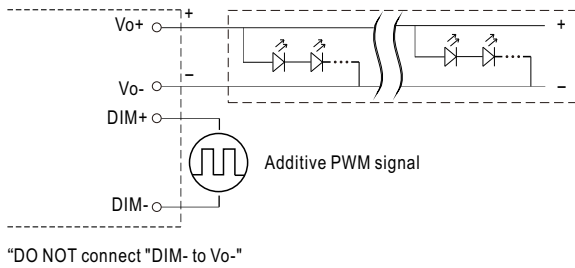 Vo+ + +
Vo- – –
DIM+
Additive PWM signal
DIM-
“DO NOT connect "DIM- to Vo-"